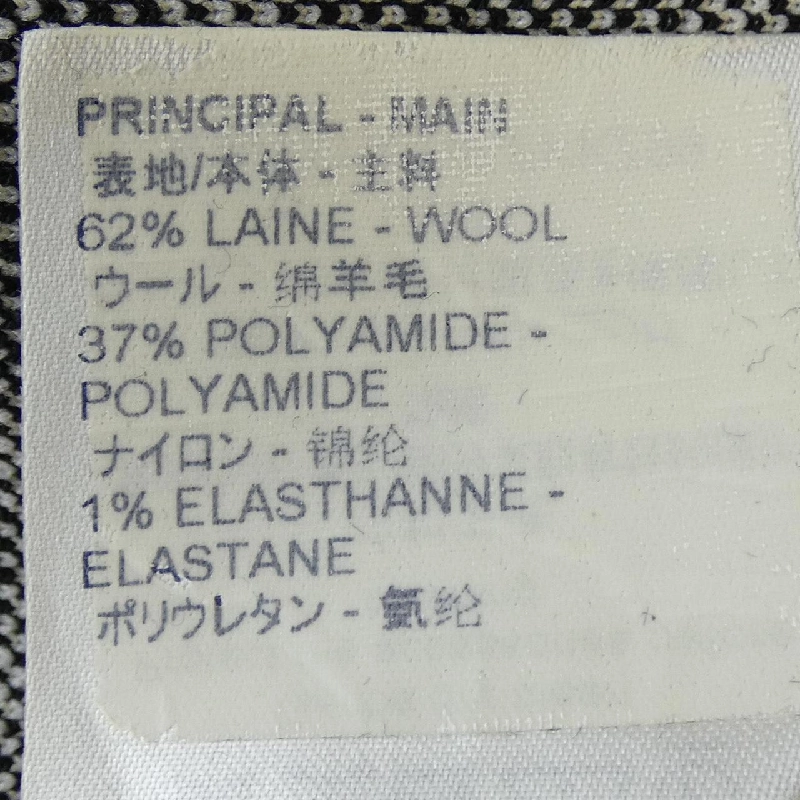 PRINCIPAL - MAIN
表地/本体 - 主料
62% LAINE - WOOL
ウール - 绵羊毛
37% POLYAMIDE -
POLYAMIDE
ナイロン - 锦纶
1% ELASTHANNE -
ELASTANE
ポリウレタン - 氨纶